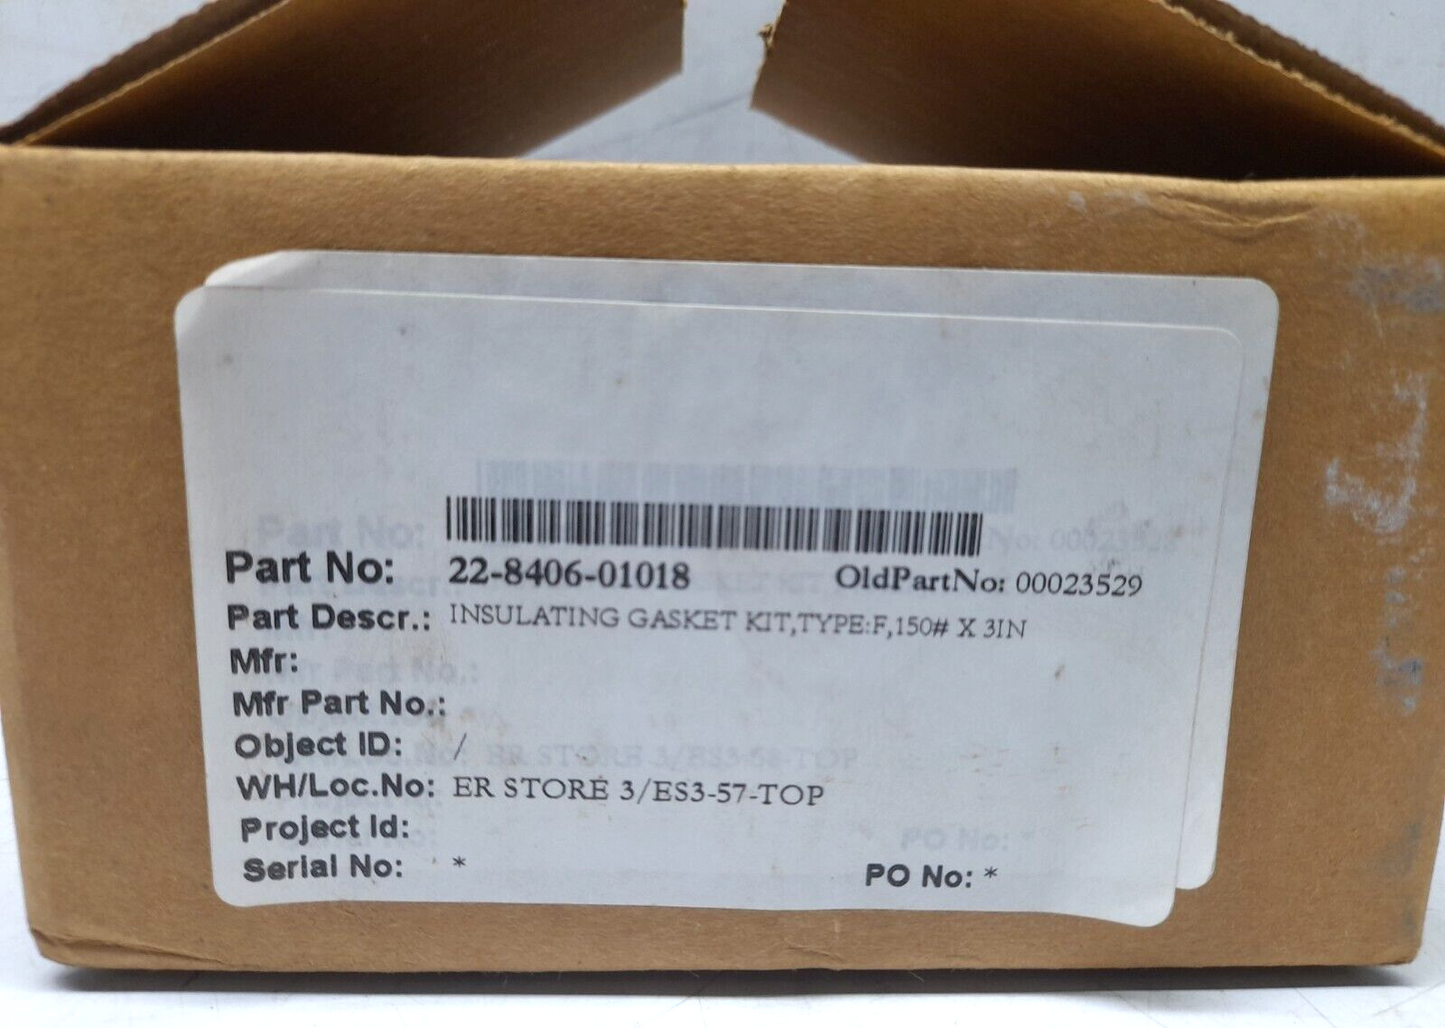 Part No: 22-8406-01018 OldPartNo: 00023529
Part Descr.: INSULATING GASKET KIT,TYPE:F,150# X 3IN
Mfr:
Mfr Part No.:
Object ID: /
WH/Loc.No: ER STORE 3/ES3-57-TOP
Project Id:
Serial No: *
PO No: *